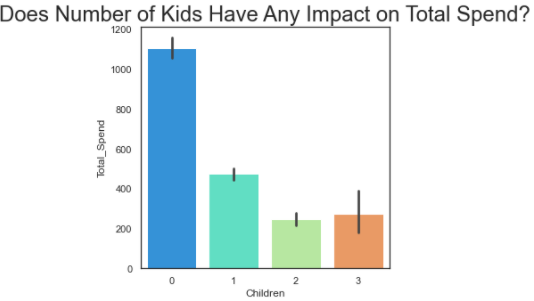 Does Number of Kids Have Any Impact on Total Spend?
1200
1000
800
600
400
200
0
Total_Spend
0 1 2 3
Children